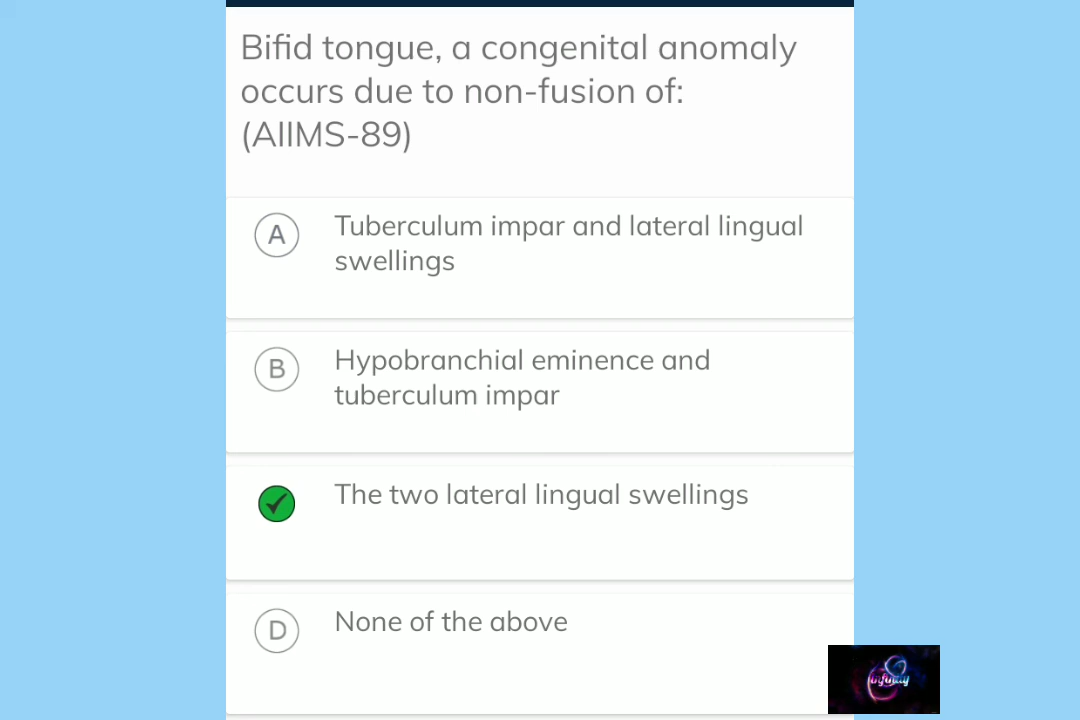 Bifid tongue, a congenital anomaly
occurs due to non-fusion of:
(AIIMS-89)
A
Tuberculum impar and lateral lingual
swellings
B
Hypobranchial eminence and
tuberculum impar
The two lateral lingual swellings
D
None of the above